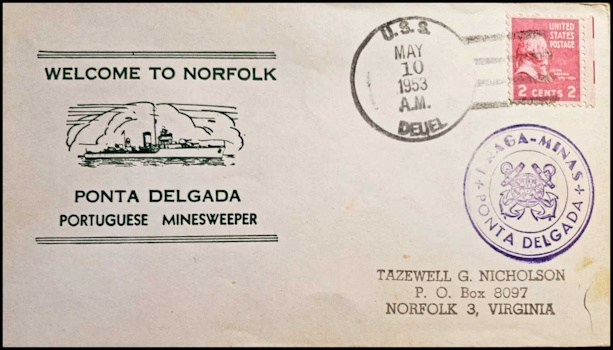 WELCOME TO NORFOLK
PONTA DELGADA
PORTUGUESE MINESWEEPER
U.S.S.
MAY
10
1953
A.M.
DEUEL
UNITED
STATES
POSTAGE
2 CENTS 2
DRAGA-MINAS
PONTA DELGADA
TAZEWELL G. NICHOLSON
P. O. Box 8097
NORFOLK 3, VIRGINIA